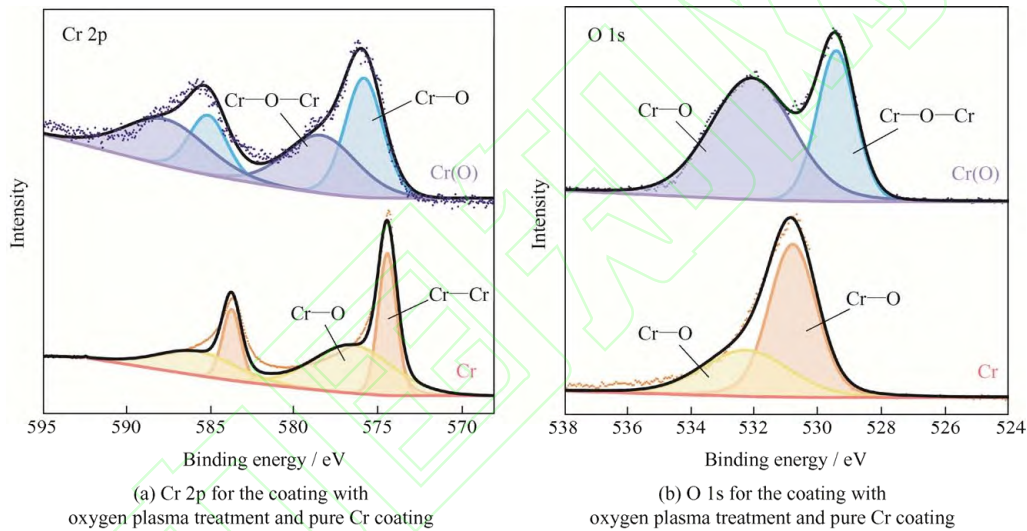 Cr 2p
Cr—O—Cr
Cr—O
Cr(O)
Cr—O
Cr—Cr
Cr
Intensity
595 590 585 580 575 570
Binding energy / eV
(a) Cr 2p for the coating with
oxygen plasma treatment and pure Cr coating
O 1s
Cr—O
Cr—O—Cr
Cr(O)
Cr—O
Cr—O
Cr
Intensity
538 536 534 532 530 528 526 524
Binding energy / eV
(b) O 1s for the coating with
oxygen plasma treatment and pure Cr coating